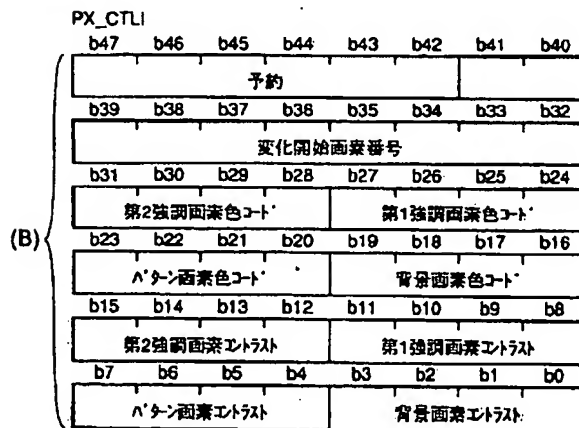 PX_CTLI
b47 b46 b45 b44 b43 b42 b41 b40
予約
b39 b38 b37 b36 b35 b34 b33 b32
変化開始画素番号
b31 b30 b29 b28 b27 b26 b25 b24
第2強調画素色コード 第1強調画素色コード
(B)
b23 b22 b21 b20 b19 b18 b17 b16
パターン画素色コード 背景画素色コード
b15 b14 b13 b12 b11 b10 b9 b8
第2強調画素コントラスト 第1強調画素コントラスト
b7 b6 b5 b4 b3 b2 b1 b0
パターン画素コントラスト 背景画素コントラスト